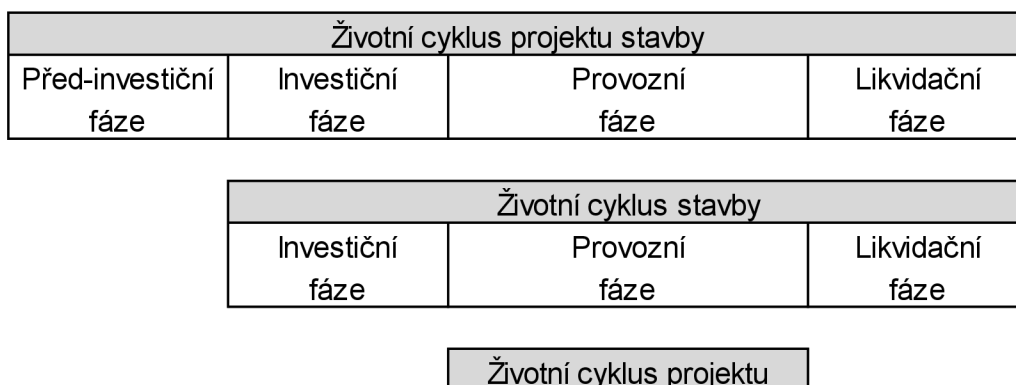 Životní cyklus projektu stavby
Před-investiční Investiční Provozní Likvidační
fáze fáze fáze fáze
Životní cyklus stavby
Investiční Provozní Likvidační
fáze fáze fáze
Životní cyklus projektu